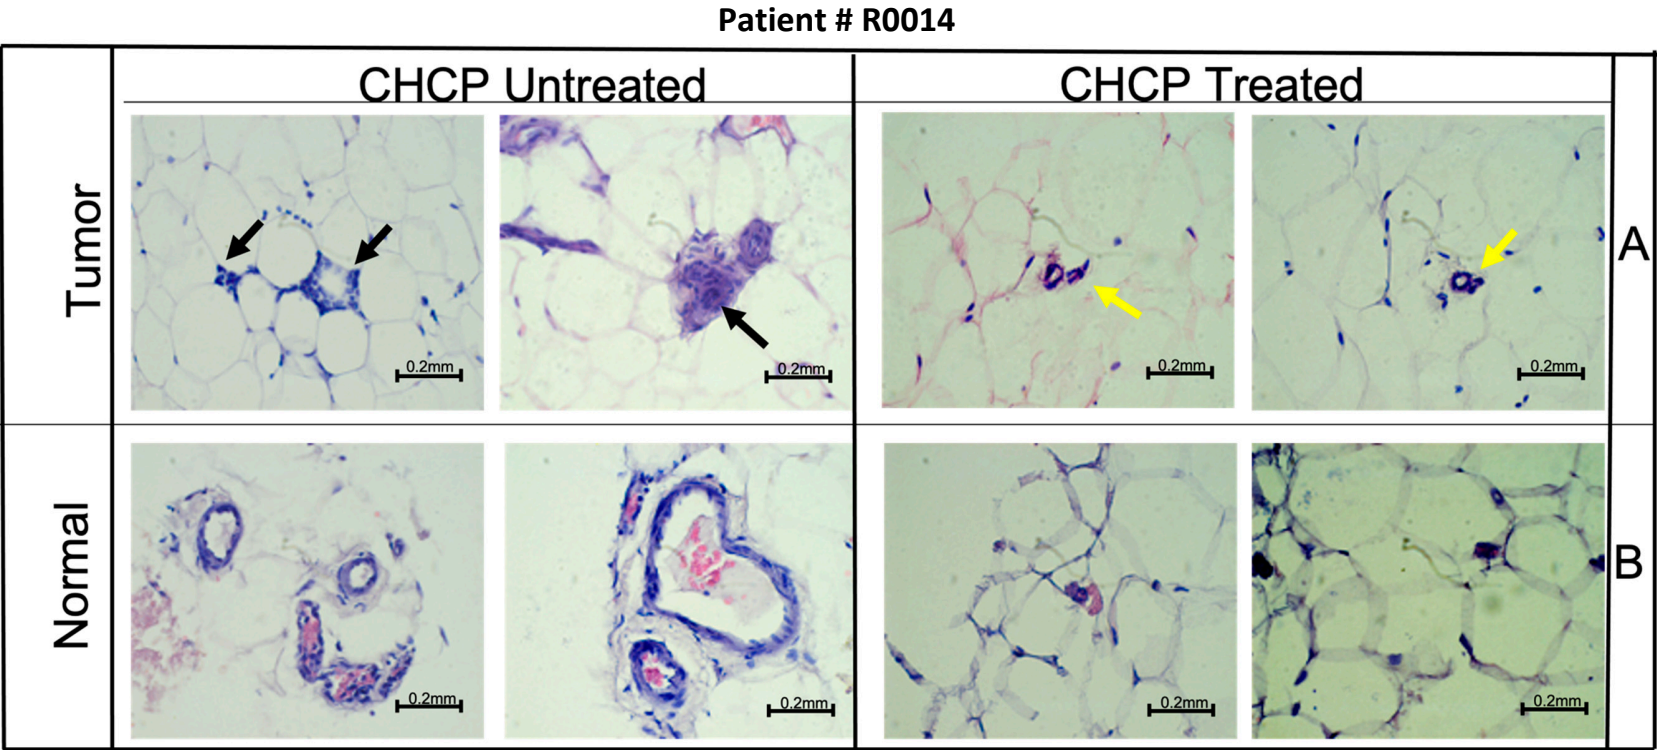 Patient # R0014
CHCP Untreated
CHCP Treated
Tumor
0.2mm
0.2mm
0.2mm
0.2mm
A
Normal
0.2mm
0.2mm
0.2mm
0.2mm
B